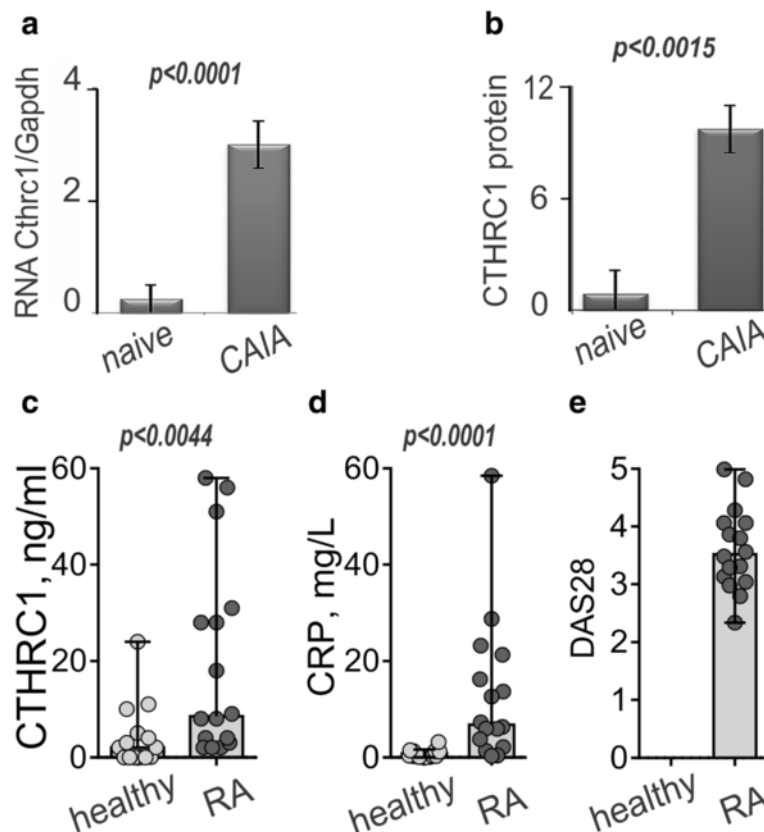 a
p<0.0001
RNA Cthrc1/Gapdh
4
2
0
naive
CAIA
b
p<0.0015
CTHRC1 protein
12
6
0
naive
CAIA
c
p<0.0044
CTHRC1, ng/ml
60
40
20
0
healthy
RA
d
p<0.0001
CRP, mg/L
60
40
20
0
healthy
RA
e
DAS28
5
4
3
2
1
0
healthy
RA